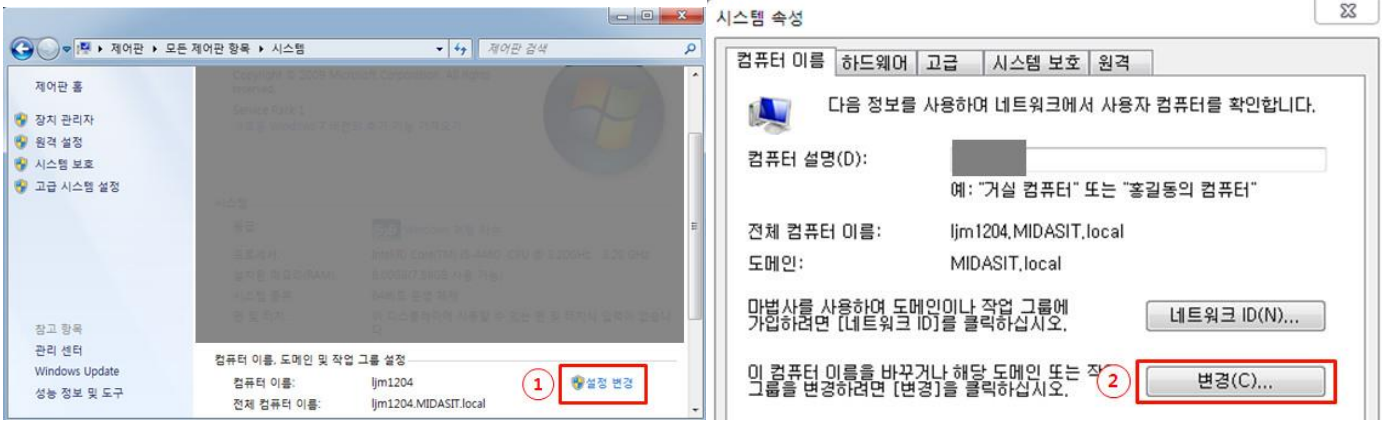 제어판 ▸ 모든 제어판 항목 ▸ 시스템
제어판 검색
제어판 홈
장치 관리자
원격 설정
시스템 보호
고급 시스템 설정
참고 항목
관리 센터
Windows Update
성능 정보 및 도구
Copyright © 2009 Microsoft Corporation. All rights
reserved.
Service Pack 1
시스템
컴퓨터 이름, 도메인 및 작업 그룹 설정
컴퓨터 이름: ljm1204
1 설정 변경
전체 컴퓨터 이름: ljm1204.MIDASIT.local
시스템 속성
컴퓨터 이름 하드웨어 고급 시스템 보호 원격
다음 정보를 사용하여 네트워크에서 사용자 컴퓨터를 확인합니다.
컴퓨터 설명(D):
예: "거실 컴퓨터" 또는 "홍길동의 컴퓨터"
전체 컴퓨터 이름: ljm1204.MIDASIT.local
도메인: MIDASIT.local
마법사를 사용하여 도메인이나 작업 그룹에
가입하려면 [네트워크 ID]를 클릭하십시오.
네트워크 ID(N)...
이 컴퓨터 이름을 바꾸거나 해당 도메인 또는
그룹을 변경하려면 [변경]을 클릭하십시오.
2 변경(C)...